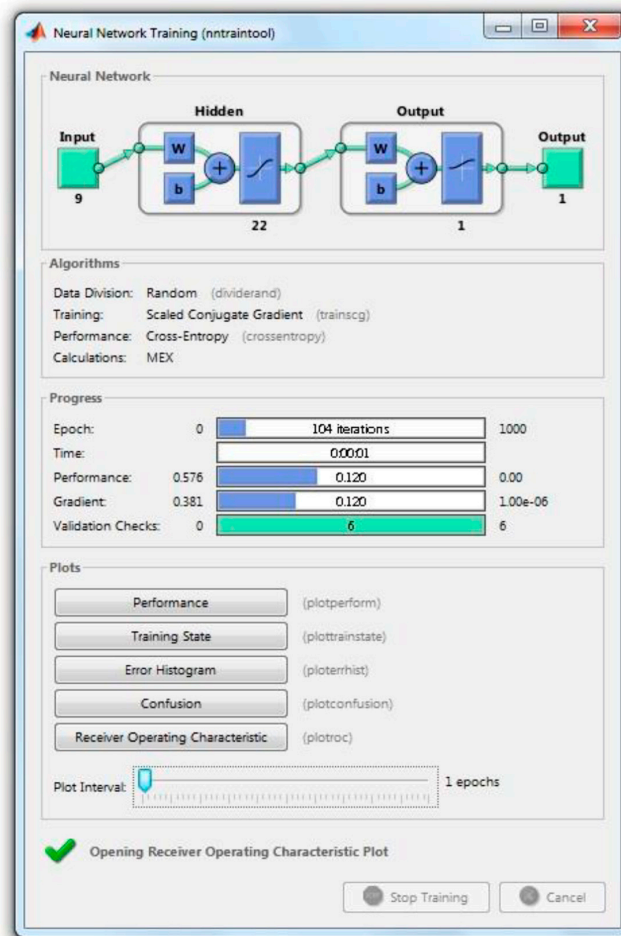 Neural Network Training (nntraintool)
Neural Network
Hidden Output
Input Output
W W
b b
9 1
22 1
Algorithms
Data Division: Random (dividerand)
Training: Scaled Conjugate Gradient (trainscg)
Performance: Cross-Entropy (crossentropy)
Calculations: MEX
Progress
Epoch: 0 104 iterations 1000
Time: 0:00:01
Performance: 0.576 0.120 0.00
Gradient: 0.381 0.120 1.00e-06
Validation Checks: 0 6 6
Plots
Performance (plotperform)
Training State (plottrainstate)
Error Histogram (ploterrhist)
Confusion (plotconfusion)
Receiver Operating Characteristic (plotroc)
Plot Interval: 1 epochs
Opening Receiver Operating Characteristic Plot
Stop Training Cancel